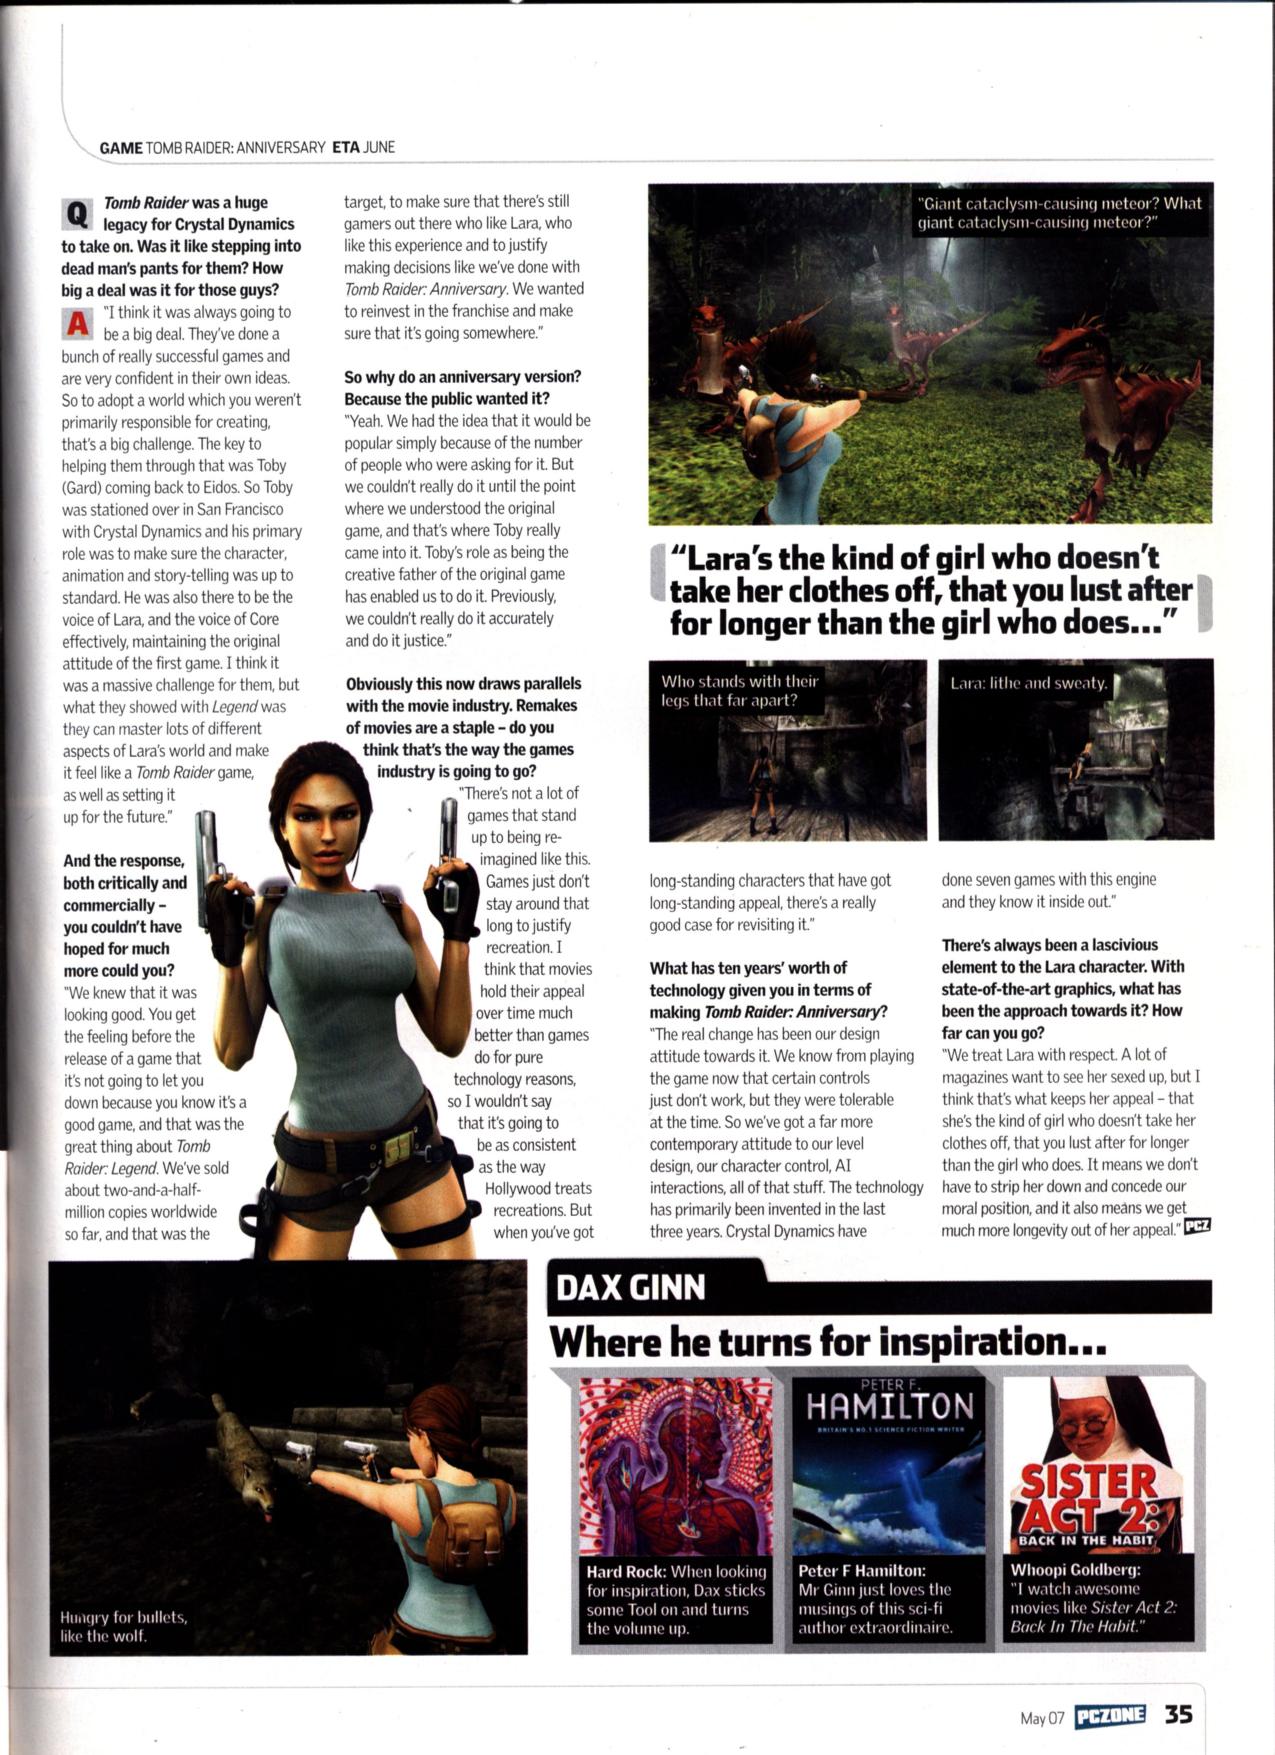 GAME TOMB RAIDER: ANNIVERSARY ETA JUNE
Q Tomb Raider was a huge
legacy for Crystal Dynamics
to take on. Was it like stepping into
dead man's pants for them? How
big a deal was it for those guys?
A "I think it was always going to
be a big deal. They've done a
bunch of really successful games and
are very confident in their own ideas.
So to adopt a world which you weren't
primarily responsible for creating,
that's a big challenge. The key to
helping them through that was Toby
(Gard) coming back to Eidos. So Toby
was stationed over in San Francisco
with Crystal Dynamics and his primary
role was to make sure the character,
animation and story-telling was up to
standard. He was also there to be the
voice of Lara, and the voice of Core
effectively, maintaining the original
attitude of the first game. I think it
was a massive challenge for them, but
what they showed with Legend was
they can master lots of different
aspects of Lara's world and make
it feel like a Tomb Raider game,
as well as setting it
up for the future."
And the response,
both critically and
commercially –
you couldn't have
hoped for much
more could you?
"We knew that it was
looking good. You get
the feeling before the
release of a game that
it's not going to let you
down because you know it's a
good game, and that was the
great thing about Tomb
Raider: Legend. We've sold
about two-and-a-half-
million copies worldwide
so far, and that was the
target, to make sure that there's still
gamers out there who like Lara, who
like this experience and to justify
making decisions like we've done with
Tomb Raider: Anniversary. We wanted
to reinvest in the franchise and make
sure that it's going somewhere."
So why do an anniversary version?
Because the public wanted it?
"Yeah. We had the idea that it would be
popular simply because of the number
of people who were asking for it. But
we couldn't really do it until the point
where we understood the original
game, and that's where Toby really
came into it. Toby's role as being the
creative father of the original game
has enabled us to do it. Previously,
we couldn't really do it accurately
and do it justice."
Obviously this now draws parallels
with the movie industry. Remakes
of movies are a staple – do you
think that's the way the games
industry is going to go?
"There's not a lot of
games that stand
up to being re-
imagined like this.
Games just don't
stay around that
long to justify
recreation. I
think that movies
hold their appeal
over time much
better than games
do for pure
technology reasons,
so I wouldn't say
that it's going to
be as consistent
as the way
Hollywood treats
recreations. But
when you've got
"Giant cataclysm-causing meteor? What
giant cataclysm-causing meteor?"
"Lara's the kind of girl who doesn't
take her clothes off, that you lust after
for longer than the girl who does..."
Who stands with their
legs that far apart?
Lara: lithe and sweaty.
long-standing characters that have got
long-standing appeal, there's a really
good case for revisiting it."
What has ten years' worth of
technology given you in terms of
making Tomb Raider: Anniversary?
"The real change has been our design
attitude towards it. We know from playing
the game now that certain controls
just don't work, but they were tolerable
at the time. So we've got a far more
contemporary attitude to our level
design, our character control, AI
interactions, all of that stuff. The technology
has primarily been invented in the last
three years. Crystal Dynamics have
done seven games with this engine
and they know it inside out."
There's always been a lascivious
element to the Lara character. With
state-of-the-art graphics, what has
been the approach towards it? How
far can you go?
"We treat Lara with respect. A lot of
magazines want to see her sexed up, but I
think that's what keeps her appeal – that
she's the kind of girl who doesn't take her
clothes off, that you lust after for longer
than the girl who does. It means we don't
have to strip her down and concede our
moral position, and it also means we get
much more longevity out of her appeal." PCZ
Hungry for bullets,
like the wolf.
DAX GINN
Where he turns for inspiration...
PETER F.
HAMILTON
BRITAIN'S NO.1 SCIENCE FICTION WRITER
SISTER
ACT 2:
BACK IN THE HABIT
Hard Rock: When looking
for inspiration, Dax sticks
some Tool on and turns
the volume up.
Peter F Hamilton:
Mr Ginn just loves the
musings of this sci-fi
author extraordinaire.
Whoopi Goldberg:
"I watch awesome
movies like Sister Act 2:
Back In The Habit."
May 07 PCZONE 35